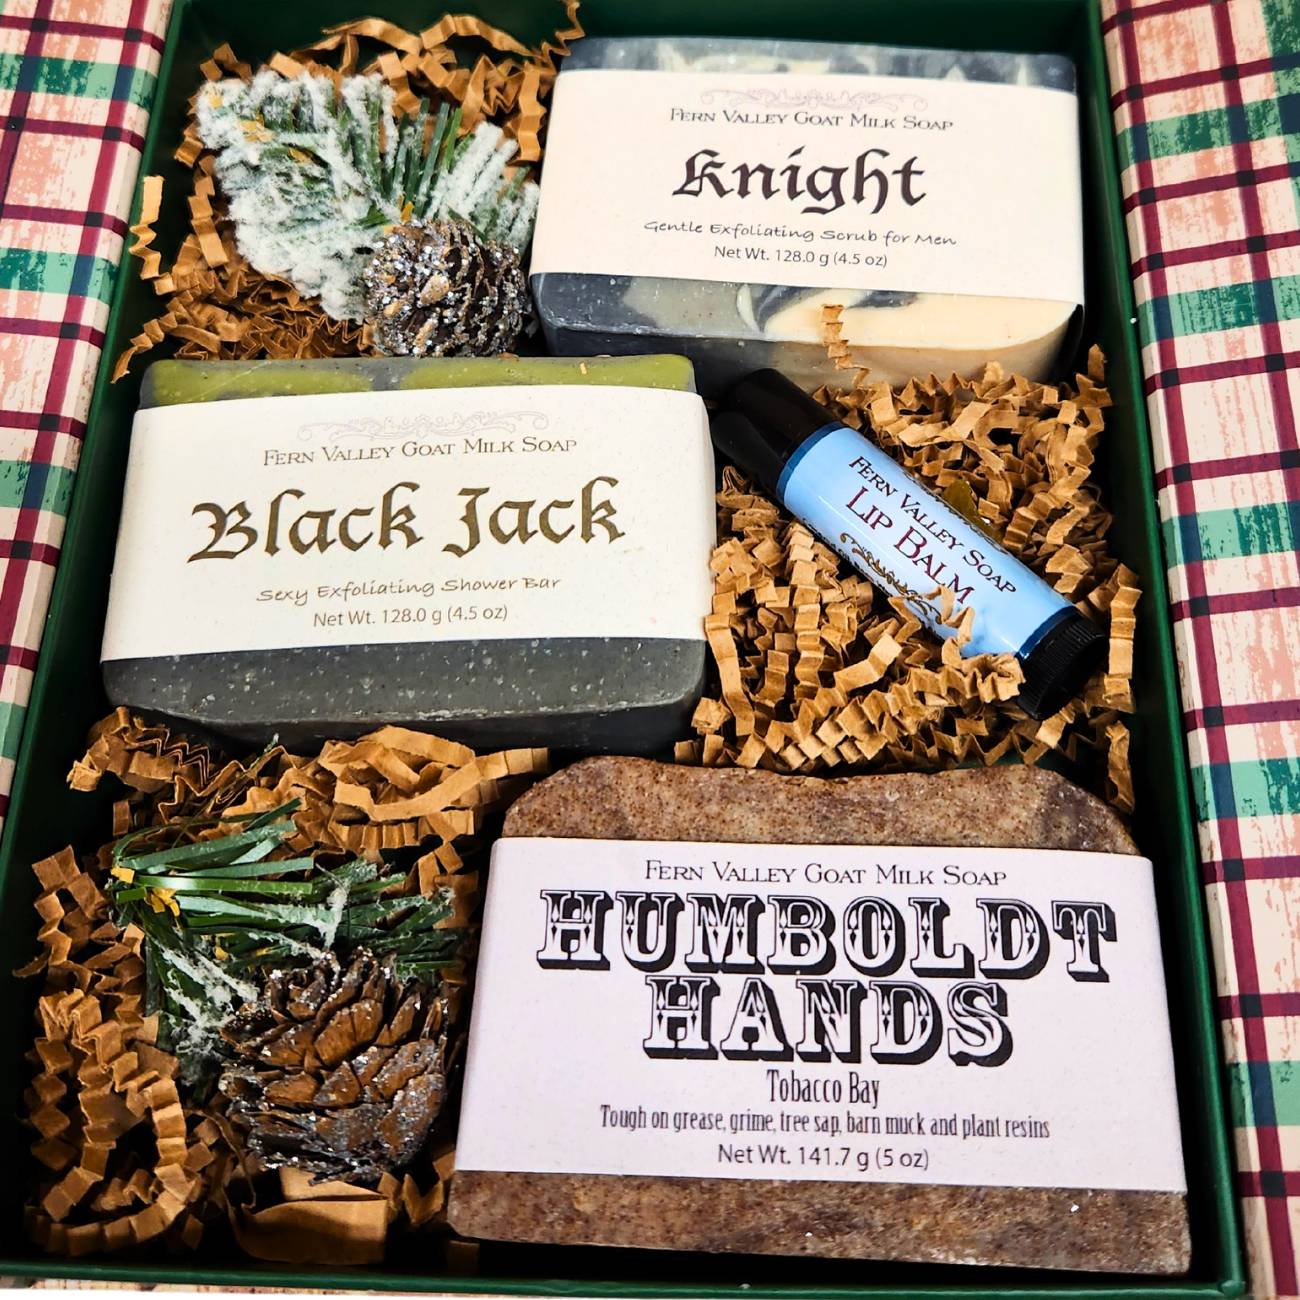 FERN VALLEY GOAT MILK SOAP
Knight
Gentle Exfoliating Scrub for Men
Net Wt. 128.0 g (4.5 oz)
FERN VALLEY GOAT MILK SOAP
Black Jack
Sexy Exfoliating Shower Bar
Net Wt. 128.0 g (4.5 oz)
FERN VALLEY SOAP
LIP BALM
FERN VALLEY GOAT MILK SOAP
HUMBOLDT
HANDS
Tobacco Bay
Tough on grease, grime, tree sap, barn muck and plant resins
Net Wt. 141.7 g (5 oz)